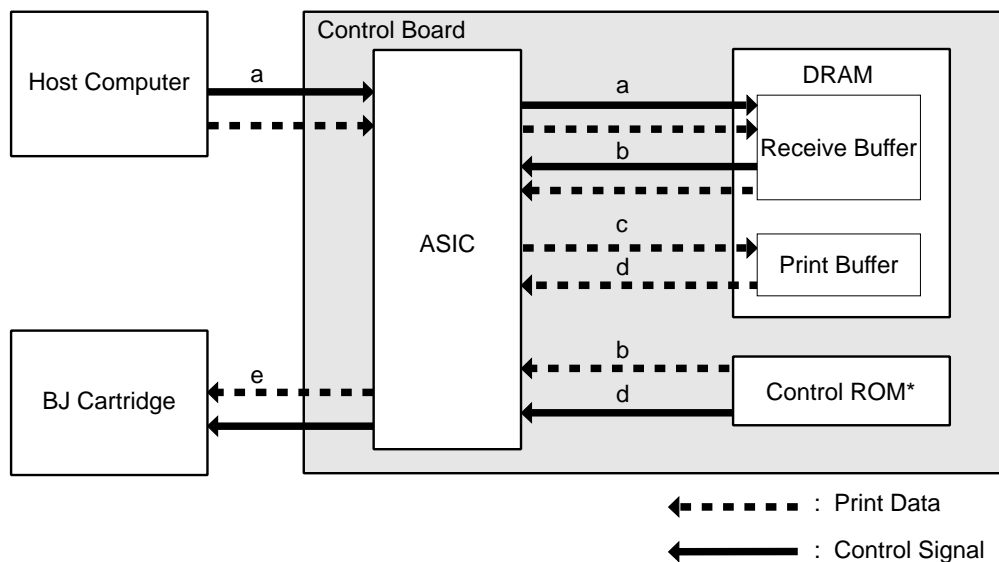 Control Board
Host Computer
a
a
DRAM
Receive Buffer
b
ASIC
c
Print Buffer
d
BJ Cartridge
e
b
Control ROM*
d
: Print Data
: Control Signal